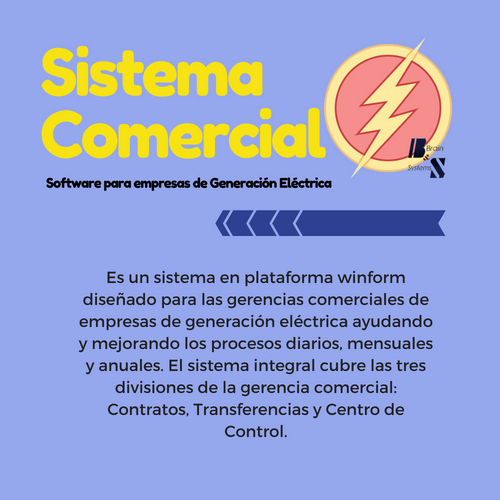 Sistema
Comercial
Brain
Systems
BS
Software para empresas de Generación Eléctrica
Es un sistema en plataforma winform
diseñado para las gerencias comerciales de
empresas de generación eléctrica ayudando
y mejorando los procesos diarios, mensuales
y anuales. El sistema integral cubre las tres
divisiones de la gerencia comercial:
Contratos, Transferencias y Centro de
Control.